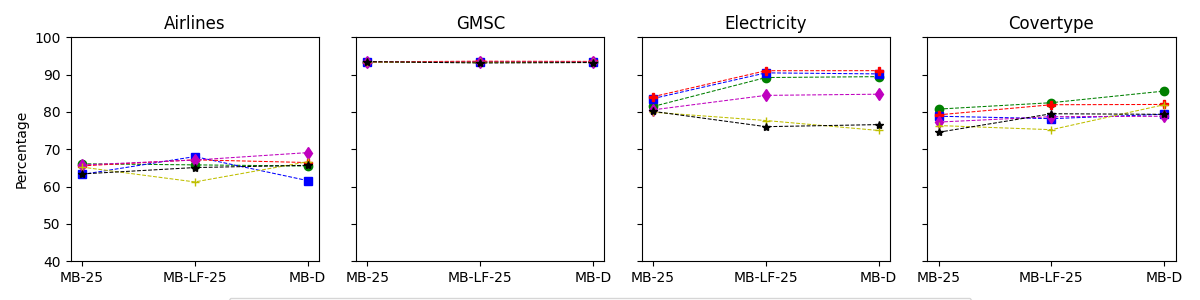 Airlines GMSC Electricity Covertype
Percentage
100
90
80
70
60
50
40
MB-25 MB-LF-25 MB-D MB-25 MB-LF-25 MB-D MB-25 MB-LF-25 MB-D MB-25 MB-LF-25 MB-D